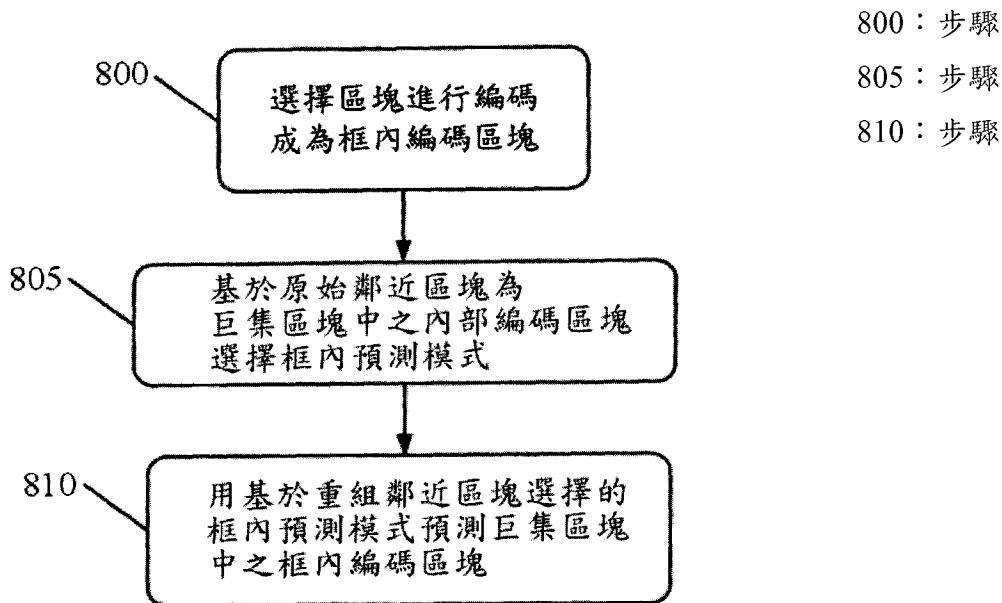 800
選擇區塊進行編碼
成為框內編碼區塊
805
基於原始鄰近區塊為
巨集區塊中之內部編碼區塊
選擇框內預測模式
810
用基於重組鄰近區塊選擇的
框內預測模式預測巨集區塊
中之框內編碼區塊
800：步驟
805：步驟
810：步驟